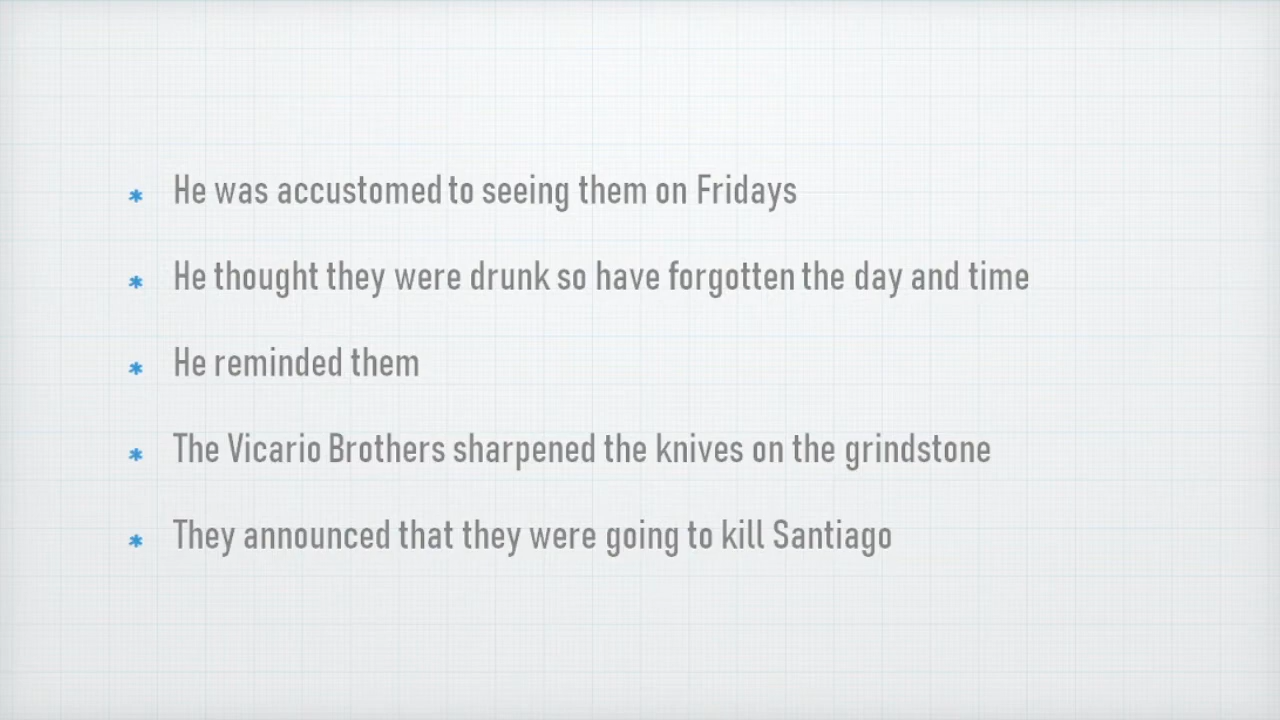 * He was accustomed to seeing them on Fridays
* He thought they were drunk so have forgotten the day and time
* He reminded them
* The Vicario Brothers sharpened the knives on the grindstone
* They announced that they were going to kill Santiago